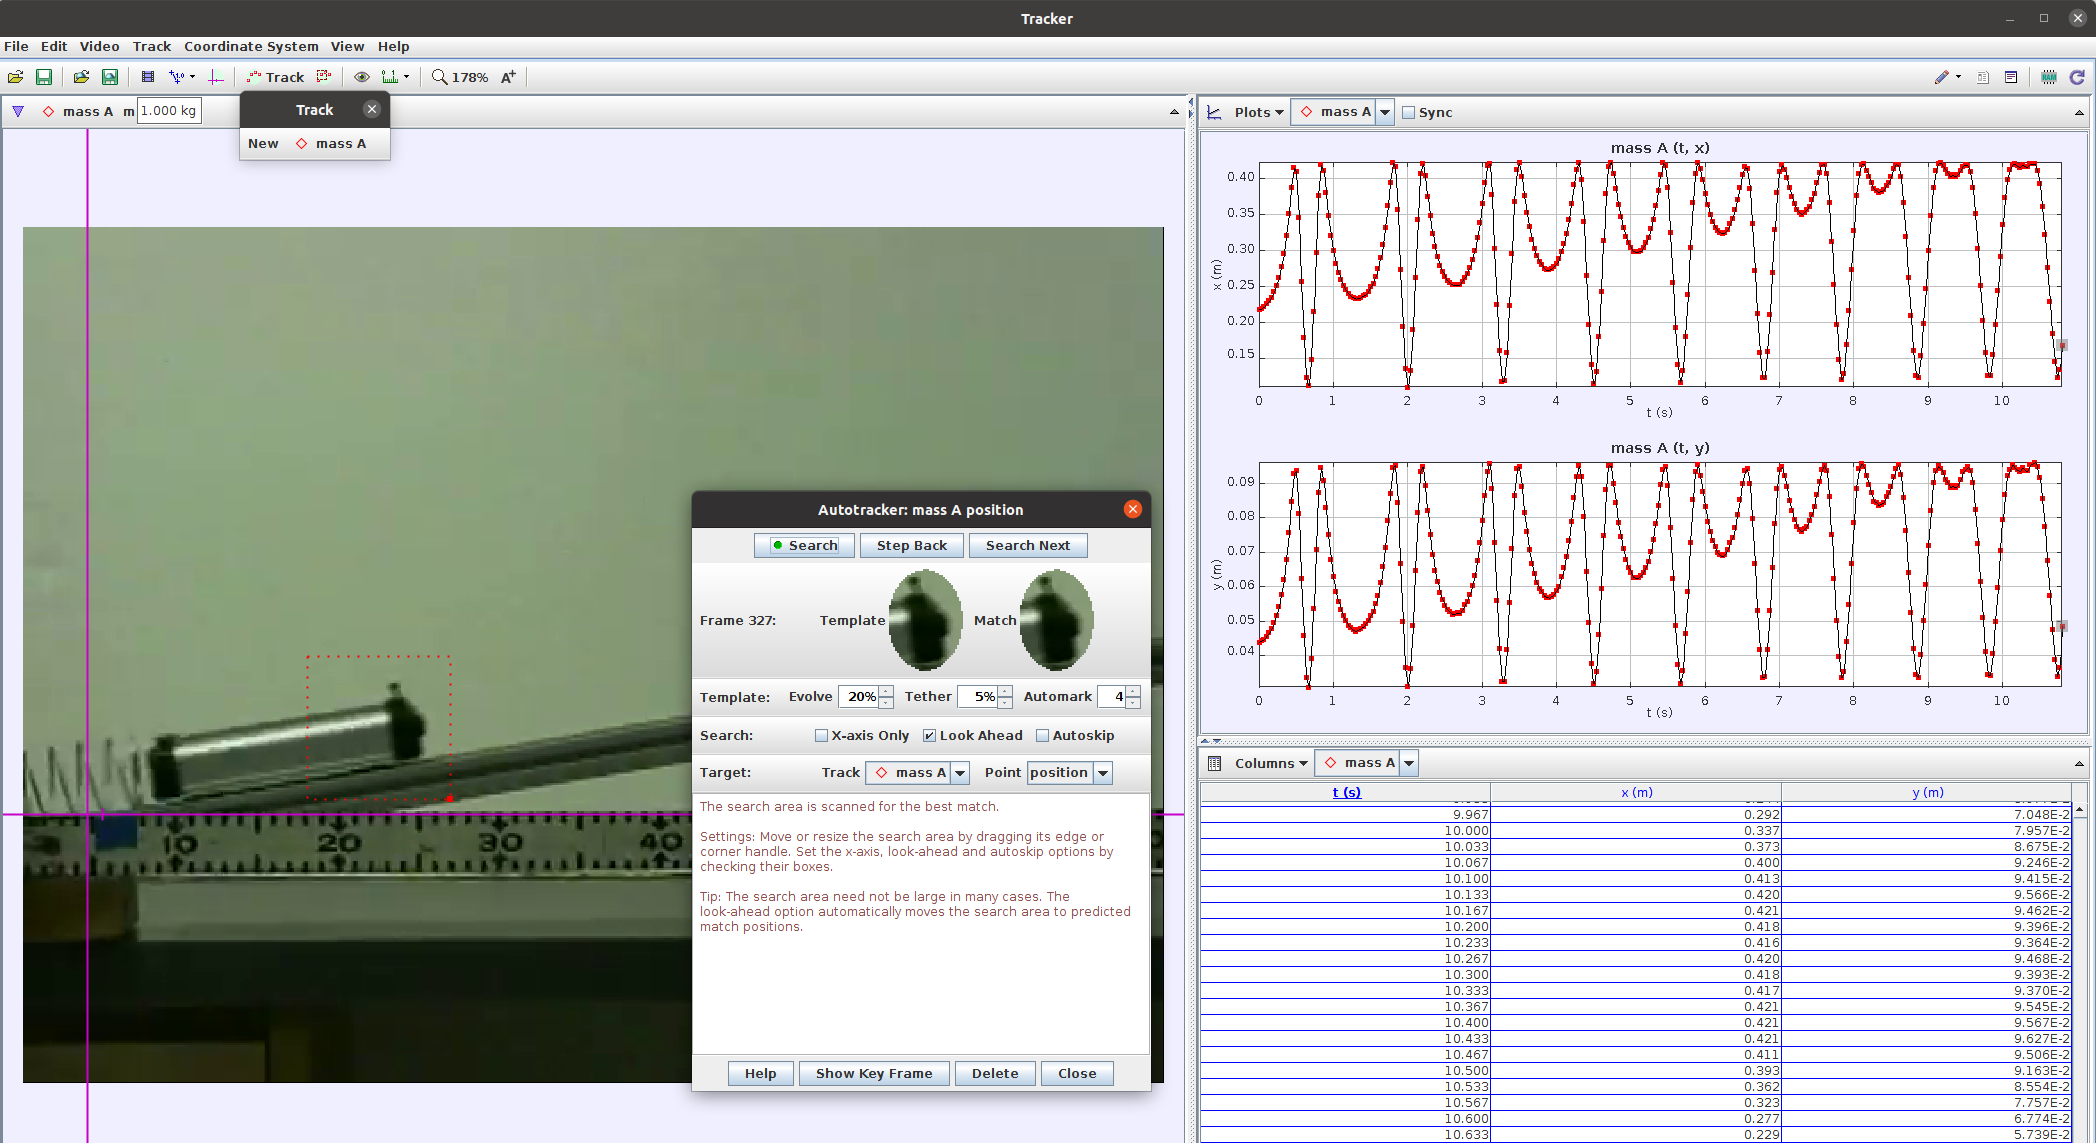 Tracker
File Edit Video Track Coordinate System View Help
Track 178% A+
mass A m 1.000 kg
Track
New mass A
Plots mass A Sync
mass A (t, x)
0.40
0.35
0.30
0.25
0.20
0.15
x (m)
0 1 2 3 4 5 6 7 8 9 10
t (s)
mass A (t, y)
0.09
0.08
0.07
0.06
0.05
0.04
y (m)
0 1 2 3 4 5 6 7 8 9 10
t (s)
10 20 30 40
Autotracker: mass A position
Search Step Back Search Next
Frame 327: Template Match
Template: Evolve 20% Tether 5% Automark 4
Search: X-axis Only Look Ahead Autoskip
Target: Track mass A Point position
The search area is scanned for the best match.
Settings: Move or resize the search area by dragging its edge or
corner handle. Set the x-axis, look-ahead and autoskip options by
checking their boxes.
Tip: The search area need not be large in many cases. The
look-ahead option automatically moves the search area to predicted
match positions.
Help Show Key Frame Delete Close
Columns mass A
t (s) x (m) y (m)
9.967 0.292 7.048E-2
10.000 0.337 7.957E-2
10.033 0.373 8.675E-2
10.067 0.400 9.246E-2
10.100 0.413 9.415E-2
10.133 0.420 9.566E-2
10.167 0.421 9.462E-2
10.200 0.418 9.396E-2
10.233 0.416 9.364E-2
10.267 0.420 9.468E-2
10.300 0.418 9.393E-2
10.333 0.417 9.370E-2
10.367 0.421 9.545E-2
10.400 0.421 9.567E-2
10.433 0.421 9.627E-2
10.467 0.411 9.506E-2
10.500 0.393 9.163E-2
10.533 0.362 8.554E-2
10.567 0.323 7.757E-2
10.600 0.277 6.774E-2
10.633 0.229 5.739E-2